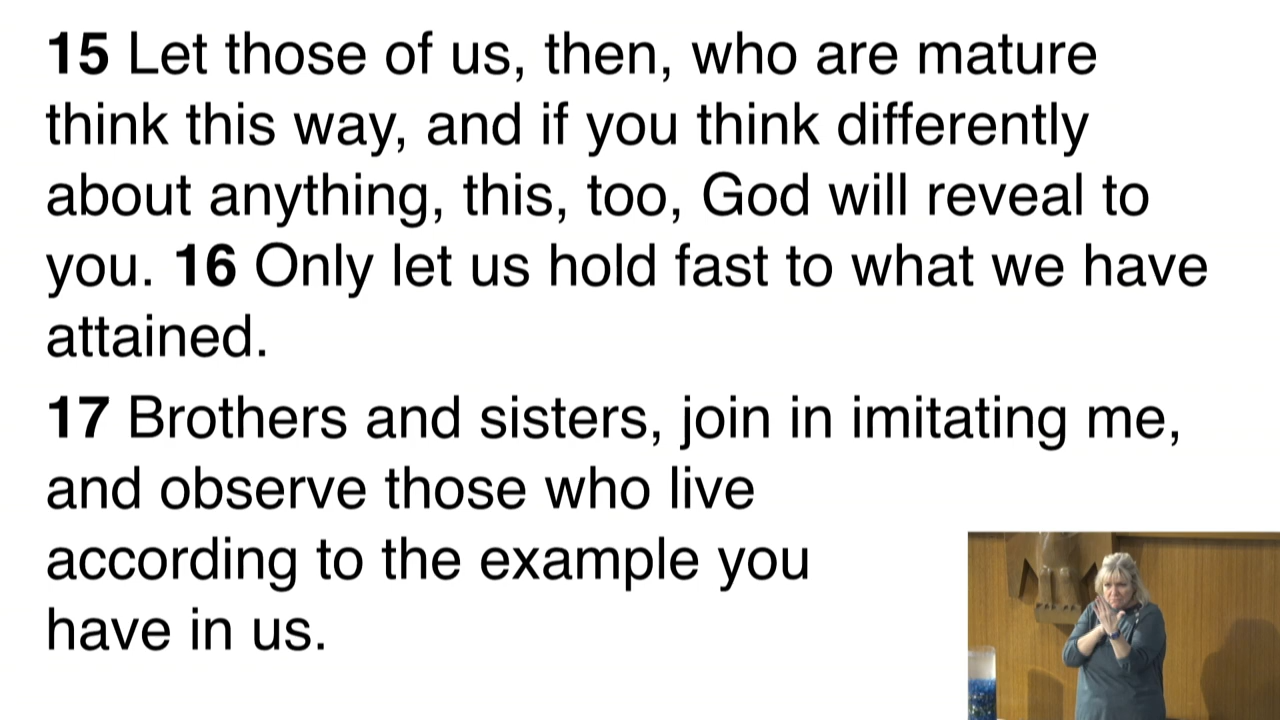 15 Let those of us, then, who are mature
think this way, and if you think differently
about anything, this, too, God will reveal to
you. 16 Only let us hold fast to what we have
attained.
17 Brothers and sisters, join in imitating me,
and observe those who live
according to the example you
have in us.